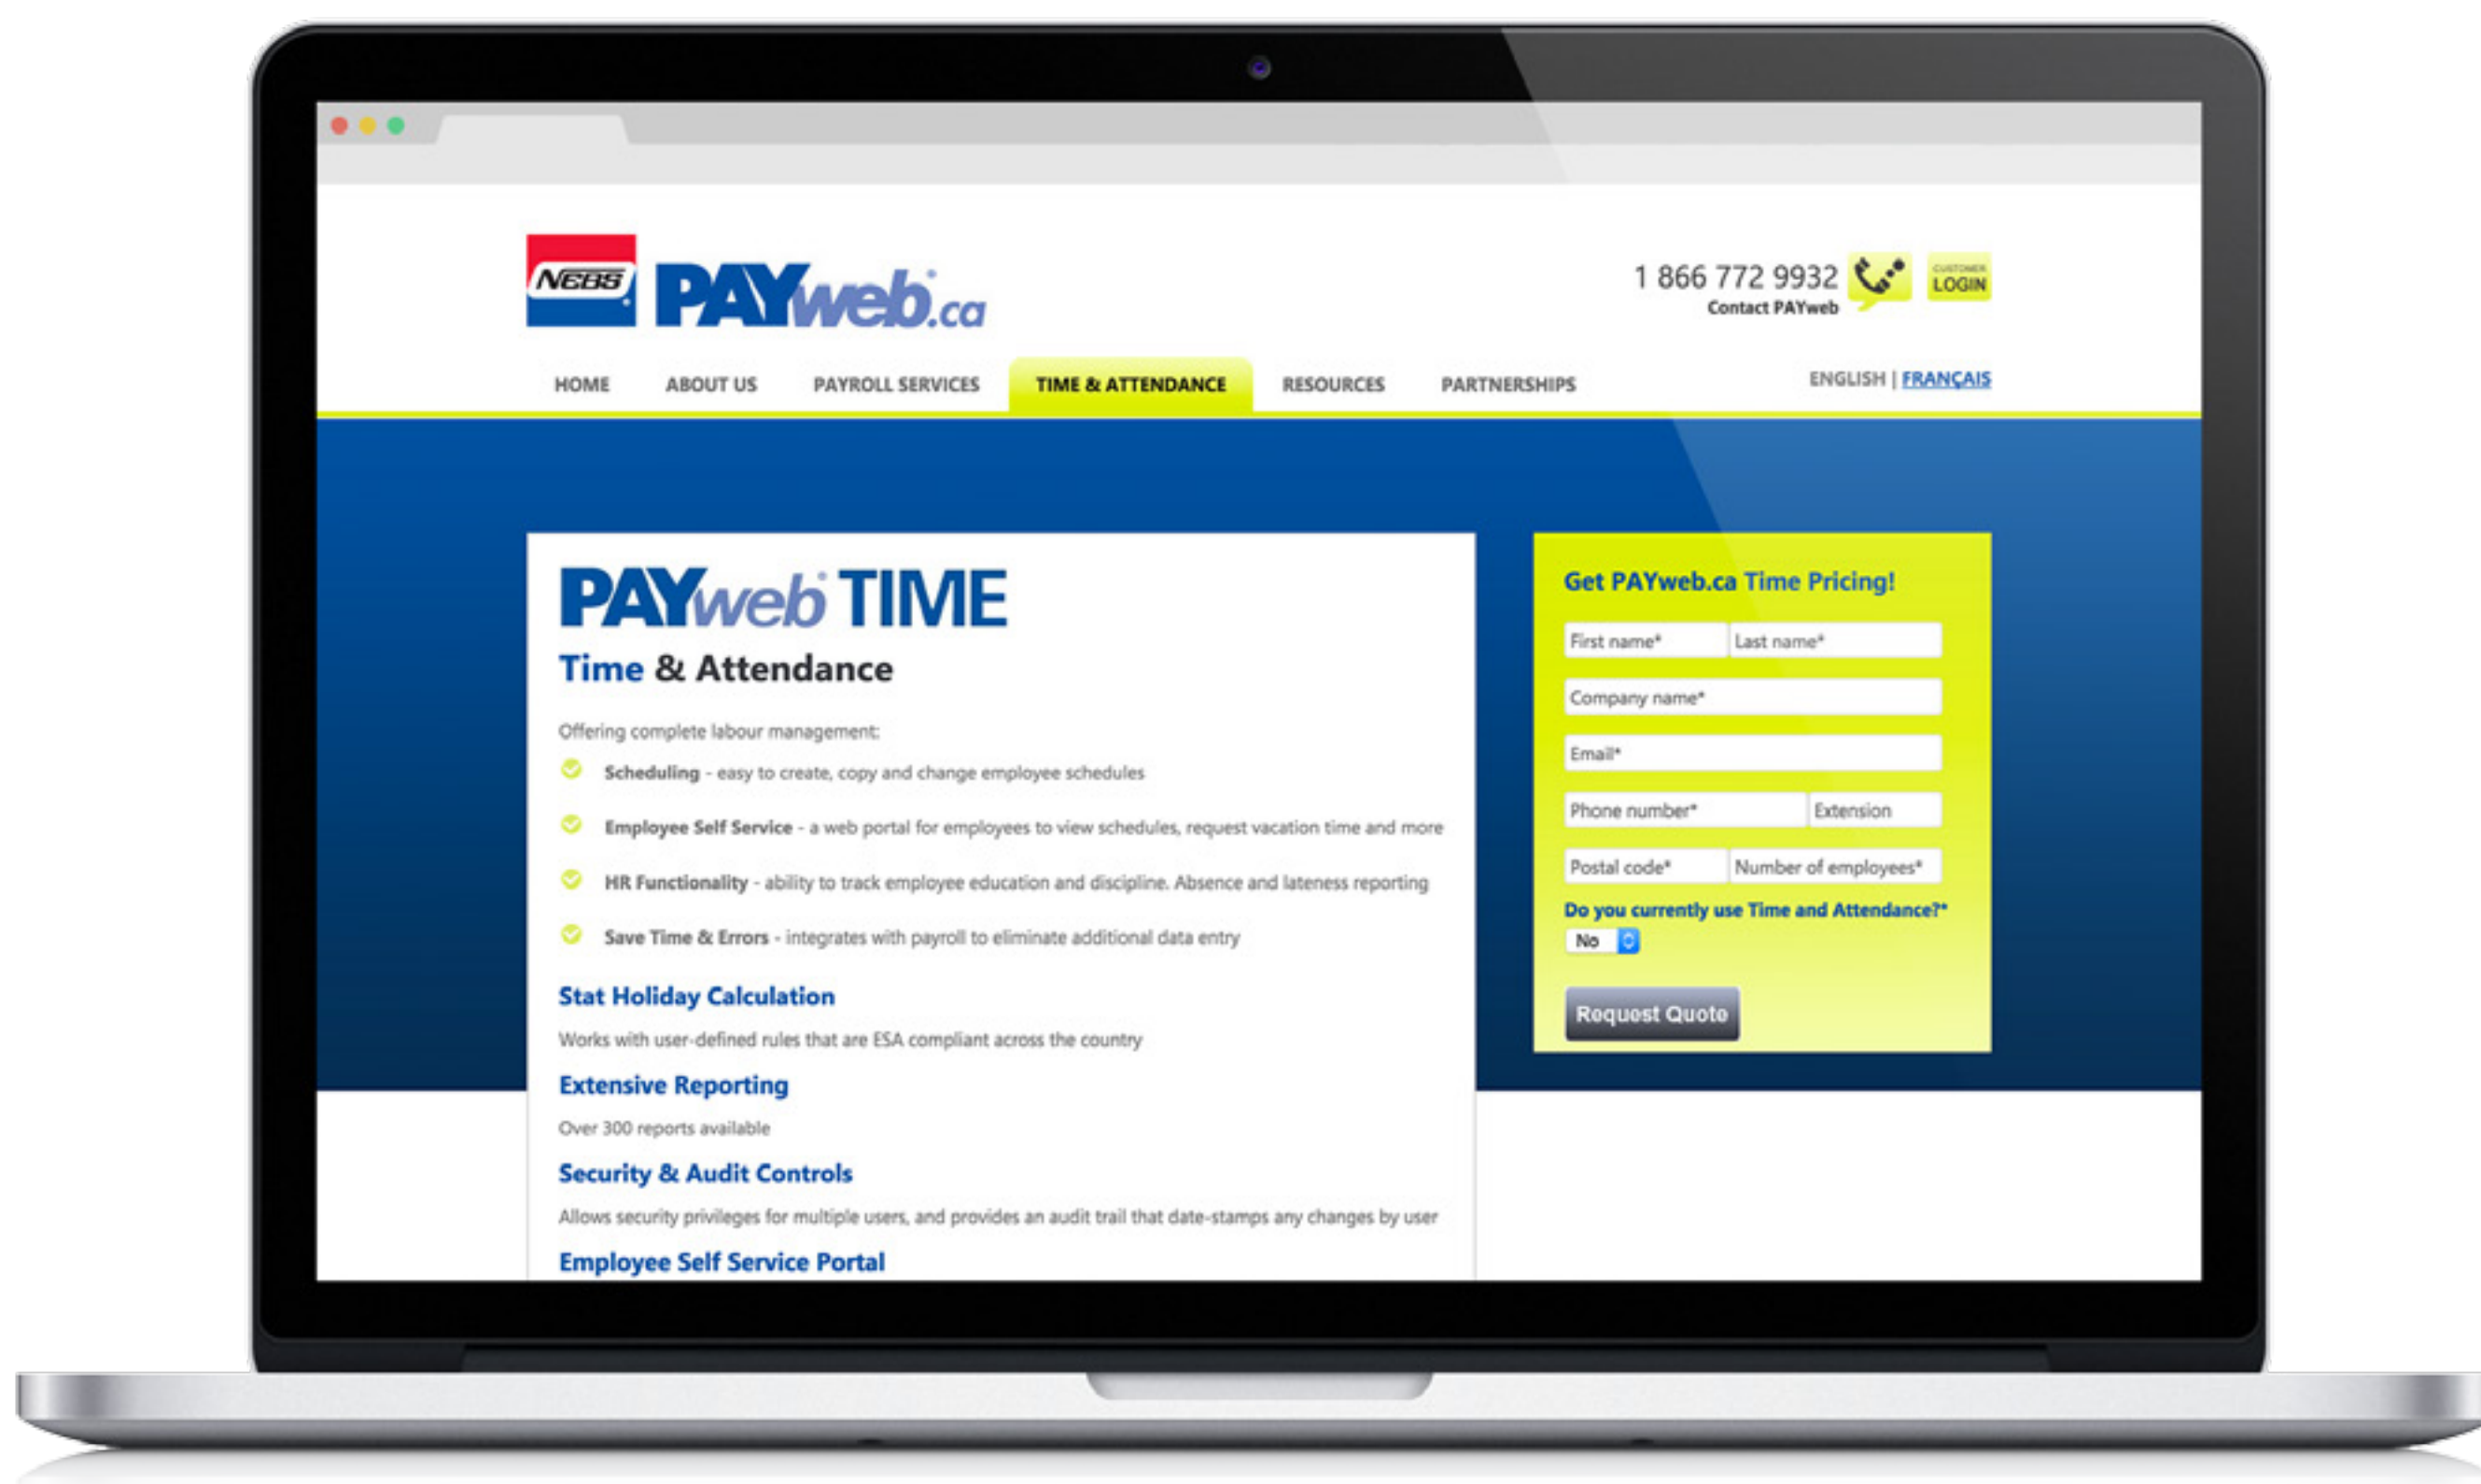 NEBS
PAYweb.ca
1 866 772 9932
Contact PAYweb
CUSTOMER
LOGIN
HOME ABOUT US PAYROLL SERVICES TIME & ATTENDANCE RESOURCES PARTNERSHIPS ENGLISH | FRANÇAIS
PAYweb TIME
Time & Attendance
Offering complete labour management:
Scheduling - easy to create, copy and change employee schedules
Employee Self Service - a web portal for employees to view schedules, request vacation time and more
HR Functionality - ability to track employee education and discipline. Absence and lateness reporting
Save Time & Errors - integrates with payroll to eliminate additional data entry
Stat Holiday Calculation
Works with user-defined rules that are ESA compliant across the country
Extensive Reporting
Over 300 reports available
Security & Audit Controls
Allows security privileges for multiple users, and provides an audit trail that date-stamps any changes by user
Employee Self Service Portal
Get PAYweb.ca Time Pricing!
First name* Last name*
Company name*
Email*
Phone number* Extension
Postal code* Number of employees*
Do you currently use Time and Attendance?*
No
Request Quote